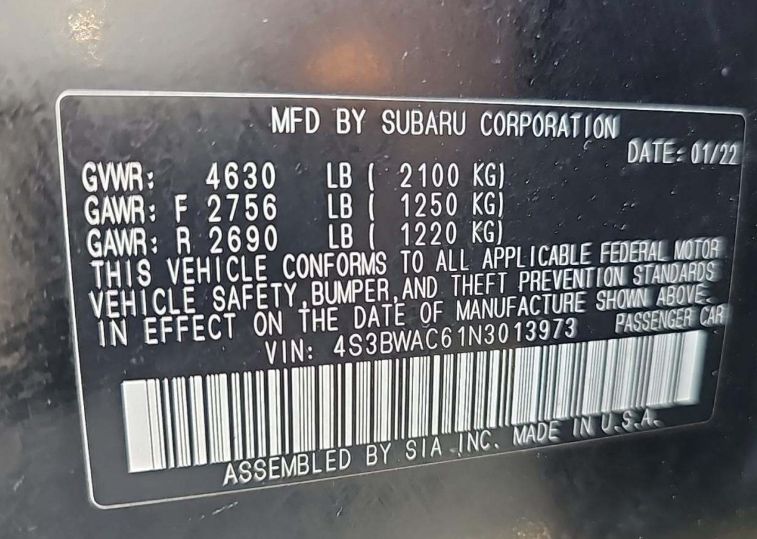 MFD BY SUBARU CORPORATION
DATE: 01/22
GVWR: 4630 LB ( 2100 KG)
GAWR: F 2756 LB ( 1250 KG)
GAWR: R 2690 LB ( 1220 KG)
THIS VEHICLE CONFORMS TO ALL APPLICABLE FEDERAL MOTOR
VEHICLE SAFETY,BUMPER,AND THEFT PREVENTION STANDARDS
IN EFFECT ON THE DATE OF MANUFACTURE SHOWN ABOVE.
VIN: 4S3BWAC61N3013973 PASSENGER CAR
ASSEMBLED BY SIA INC. MADE IN U.S.A.